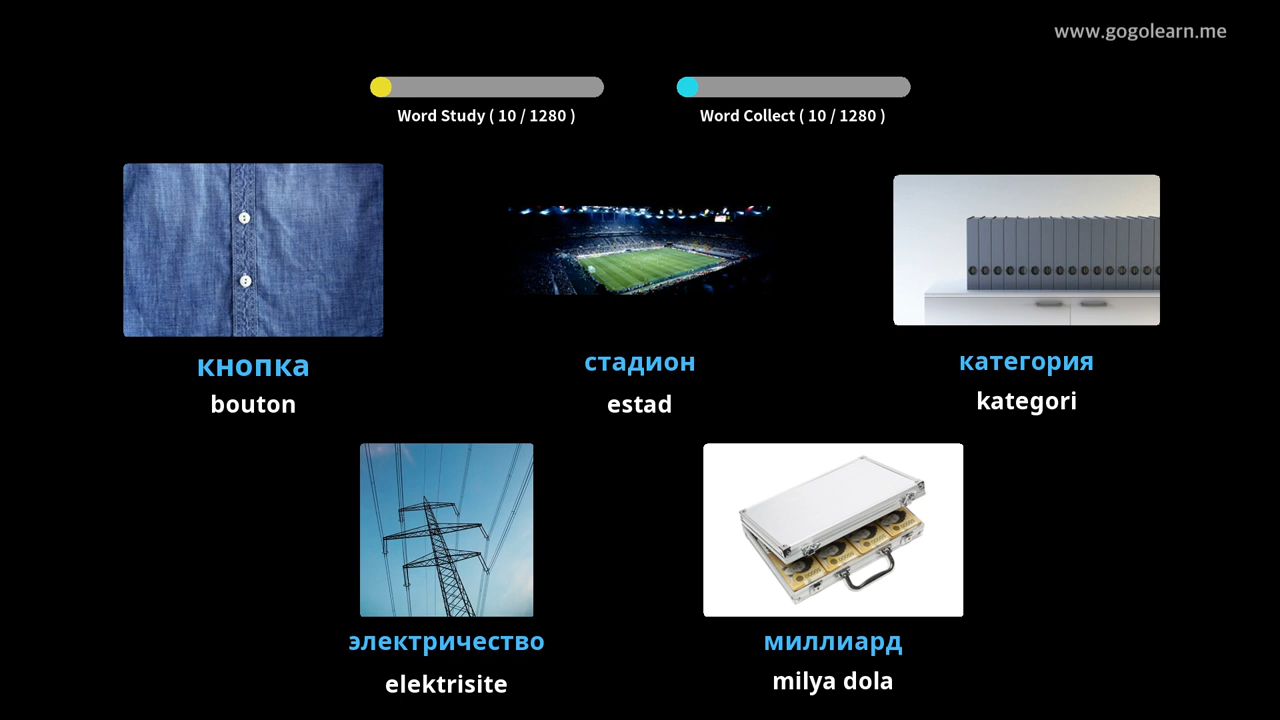 www.gogolearn.me
Word Study ( 10 / 1280 )
Word Collect ( 10 / 1280 )
кнопка
bouton
стадион
estad
категория
kategori
электричество
elektrisite
миллиард
milya dola